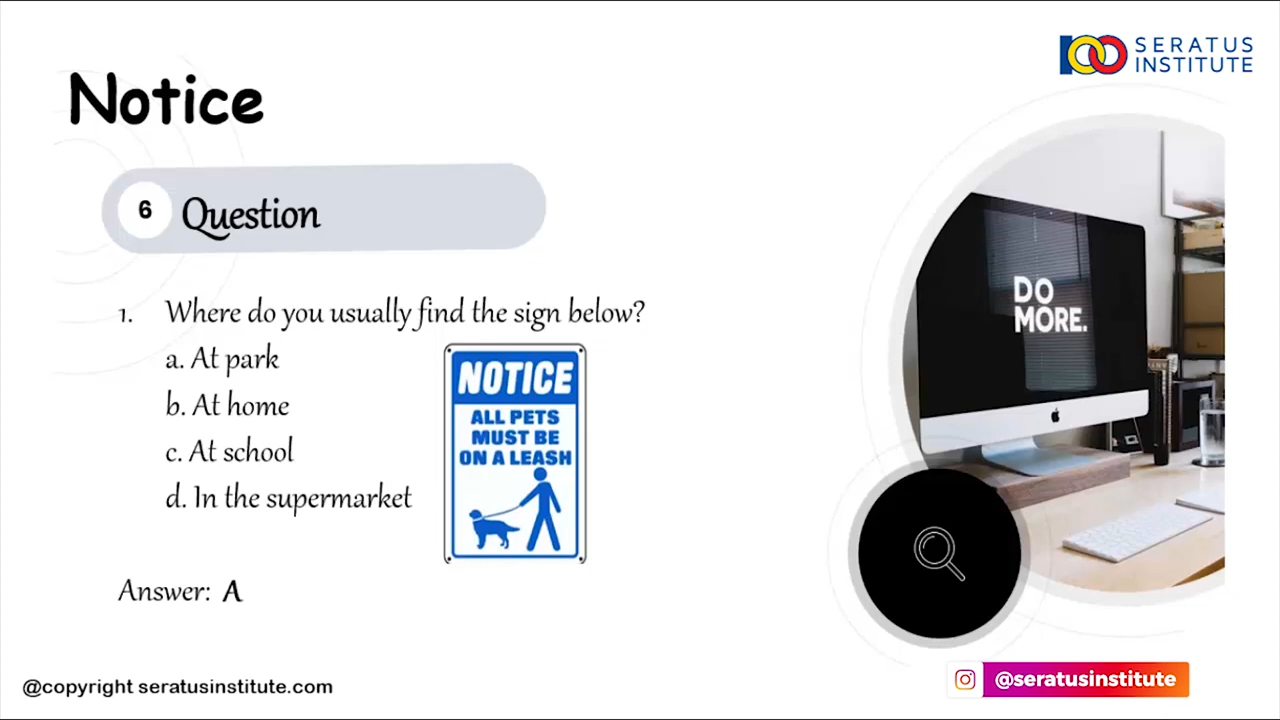 SERATUS
INSTITUTE
Notice
6 Question
1. Where do you usually find the sign below?
a. At park
b. At home
c. At school
d. In the supermarket
NOTICE
ALL PETS
MUST BE
ON A LEASH
Answer: A
DO
MORE.
@copyright seratusinstitute.com
@seratusinstitute